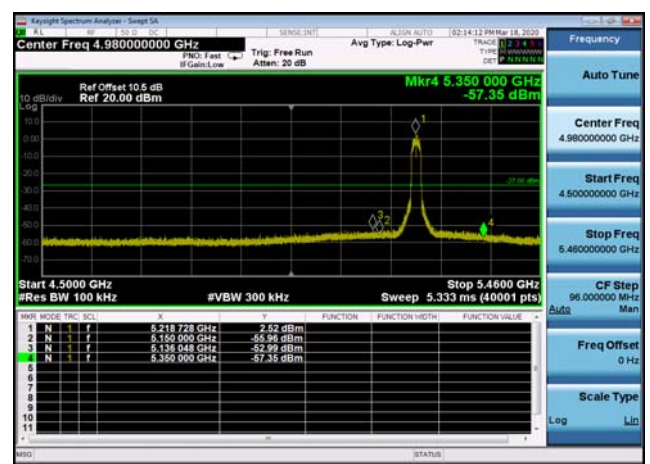 Keysight Spectrum Analyzer - Swept SA
RL RF 50 Ω DC SENSE:INT ALIGN AUTO 02:14:12 PM Mar 18, 2020
Center Freq 4.980000000 GHz
PNO: Fast
IFGain:Low
Trig: Free Run
Atten: 20 dB
Avg Type: Log-Pwr
TRACE 1 2 3 4 5 6
TYPE
DET P N N N N N
Ref Offset 10.5 dB
Ref 20.00 dBm
10 dB/div
Log
Mkr4 5.350 000 GHz
-57.35 dBm
10.0
0.00
-10.0
-20.0
-30.0
-40.0
-50.0
-60.0
-70.0
1
3
2
4
-27.00 dBm
Start 4.5000 GHz
#Res BW 100 kHz
#VBW 300 kHz
Stop 5.4600 GHz
Sweep 5.333 ms (40001 pts)
MKR MODE TRC SCL X Y FUNCTION FUNCTION WIDTH FUNCTION VALUE
1 N 1 f 5.218 728 GHz 2.52 dBm
2 N 1 f 5.150 000 GHz -55.96 dBm
3 N 1 f 5.136 048 GHz -52.99 dBm
4 N 1 f 5.350 000 GHz -57.35 dBm
5
6
7
8
9
10
11
MSG STATUS
Frequency
Auto Tune
Center Freq
4.980000000 GHz
Start Freq
4.500000000 GHz
Stop Freq
5.460000000 GHz
CF Step
96.000000 MHz
Auto Man
Freq Offset
0 Hz
Scale Type
Log Lin